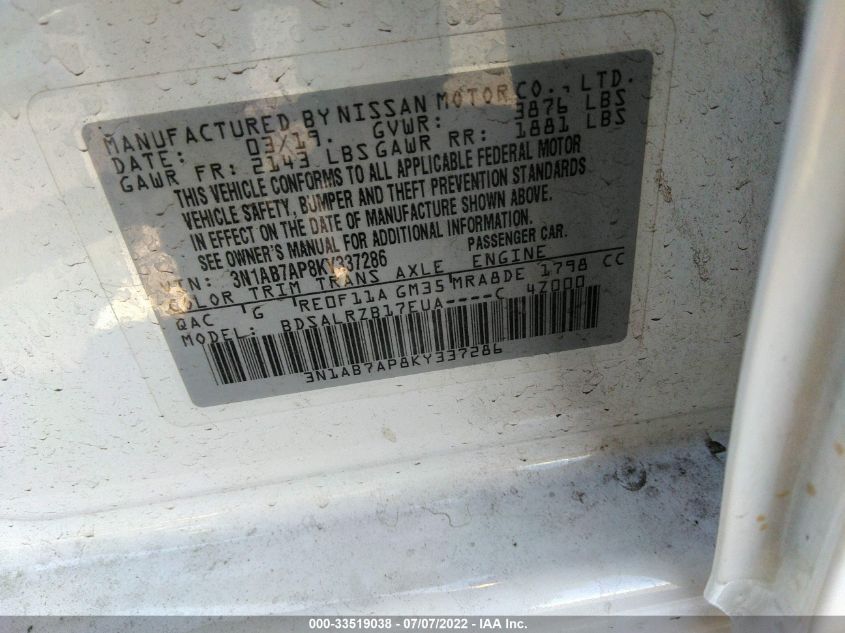 MANUFACTURED BY NISSAN MOTOR CO., LTD.
DATE: 03/19. GVWR: 3876 LBS
GAWR FR: 2143 LBS GAWR RR: 1881 LBS
THIS VEHICLE CONFORMS TO ALL APPLICABLE FEDERAL MOTOR
VEHICLE SAFETY, BUMPER AND THEFT PREVENTION STANDARDS
IN EFFECT ON THE DATE OF MANUFACTURE SHOWN ABOVE.
SEE OWNER'S MANUAL FOR ADDITIONAL INFORMATION.
VIN: 3N1AB7AP8KY337286 PASSENGER CAR.
COLOR TRIM TRANS AXLE ENGINE
QAC G RE0F11A GM35 MRA8DE 1798 CC
MODEL: BDSALRZB17EUA----C 4Z000
3N1AB7AP8KY337286
000-33519038 - 07/07/2022 - IAA Inc.